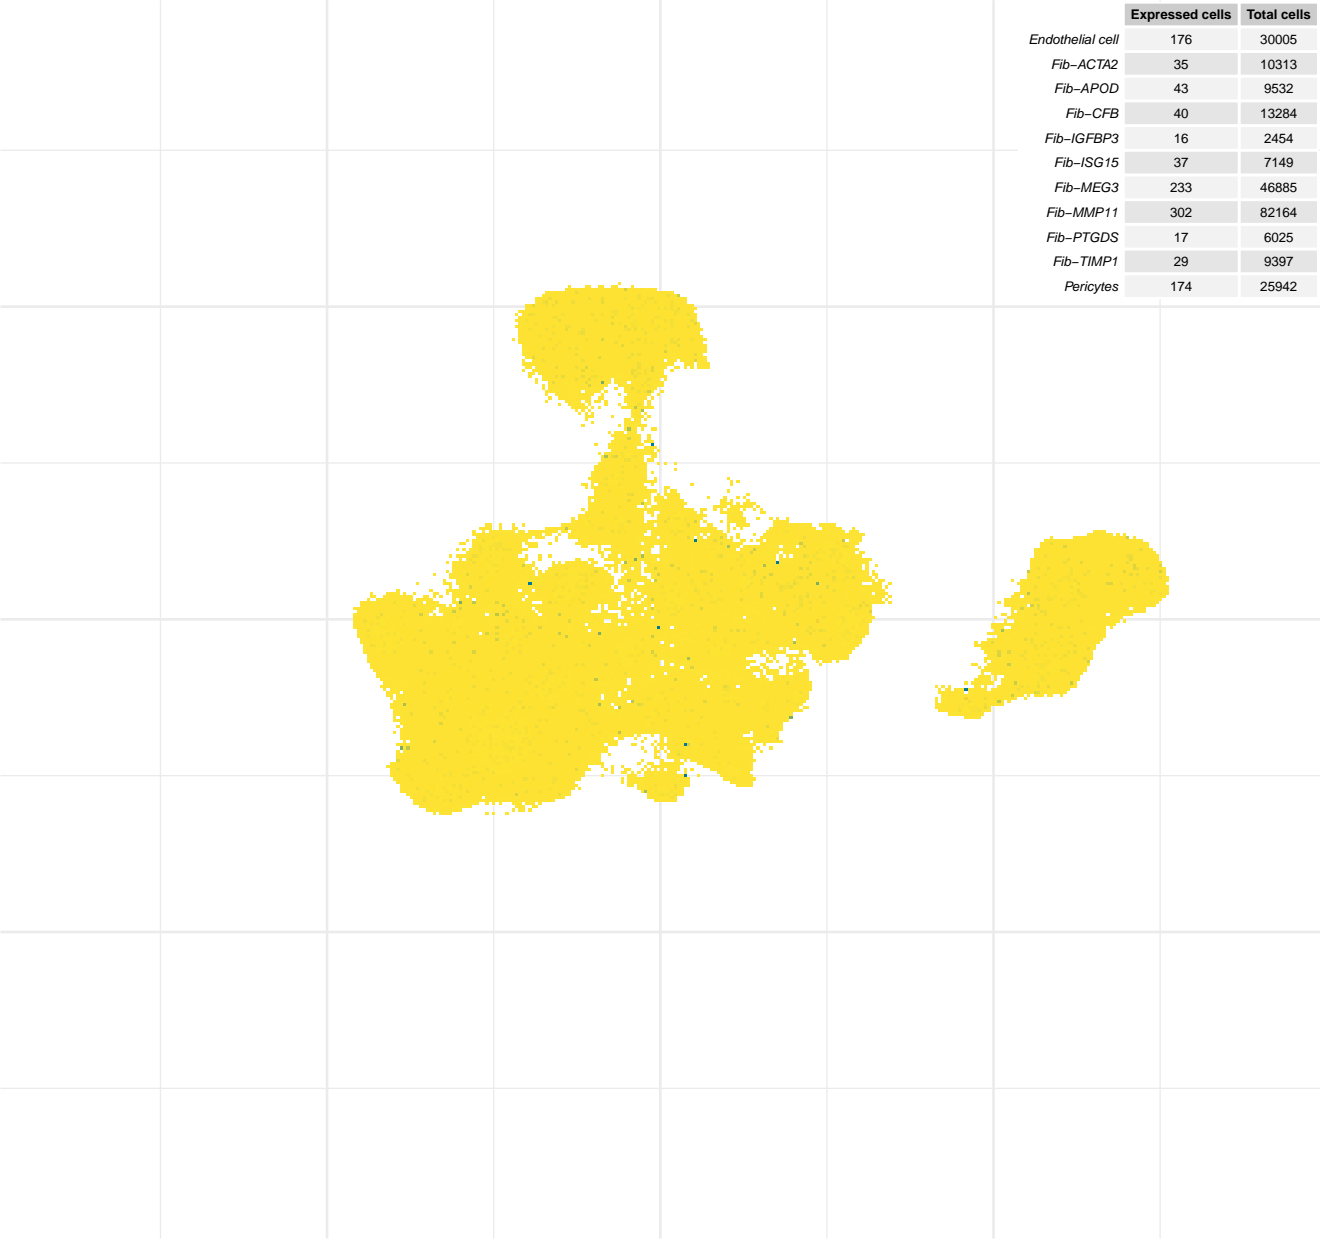 Expressed cells Total cells
Endothelial cell 176 30005
Fib−ACTA2 35 10313
Fib−APOD 43 9532
Fib−CFB 40 13284
Fib−IGFBP3 16 2454
Fib−ISG15 37 7149
Fib−MEG3 233 46885
Fib−MMP11 302 82164
Fib−PTGDS 17 6025
Fib−TIMP1 29 9397
Pericytes 174 25942